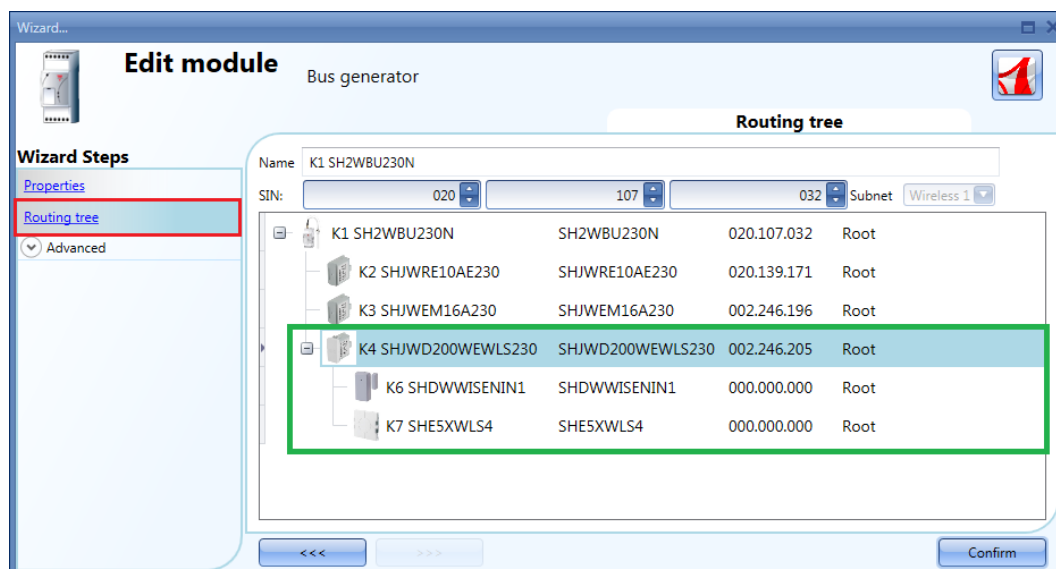 Wizard...
Edit module
Bus generator
Routing tree
Wizard Steps
Properties
Routing tree
Advanced
Name K1 SH2WBU230N
SIN: 020 107 032 Subnet Wireless 1
K1 SH2WBU230N SH2WBU230N 020.107.032 Root
K2 SHJWRE10AE230 SHJWRE10AE230 020.139.171 Root
K3 SHJWEM16A230 SHJWEM16A230 002.246.196 Root
K4 SHJWD200WEWLS230 SHJWD200WEWLS230 002.246.205 Root
K6 SHDWWISENIN1 SHDWWISENIN1 000.000.000 Root
K7 SHE5XWLS4 SHE5XWLS4 000.000.000 Root
<<< >>> Confirm